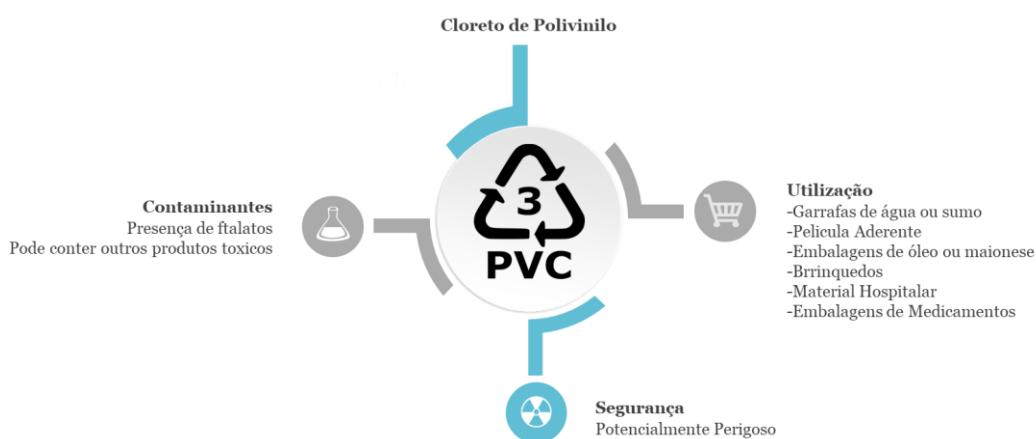 Cloreto de Polivinilo
3
PVC
Contaminantes
Presença de ftalatos
Pode conter outros produtos toxicos
Utilização
-Garrafas de água ou sumo
-Pelicula Aderente
-Embalagens de óleo ou maionese
-Brrinquedos
-Material Hospitalar
-Embalagens de Medicamentos
Segurança
Potencialmente Perigoso